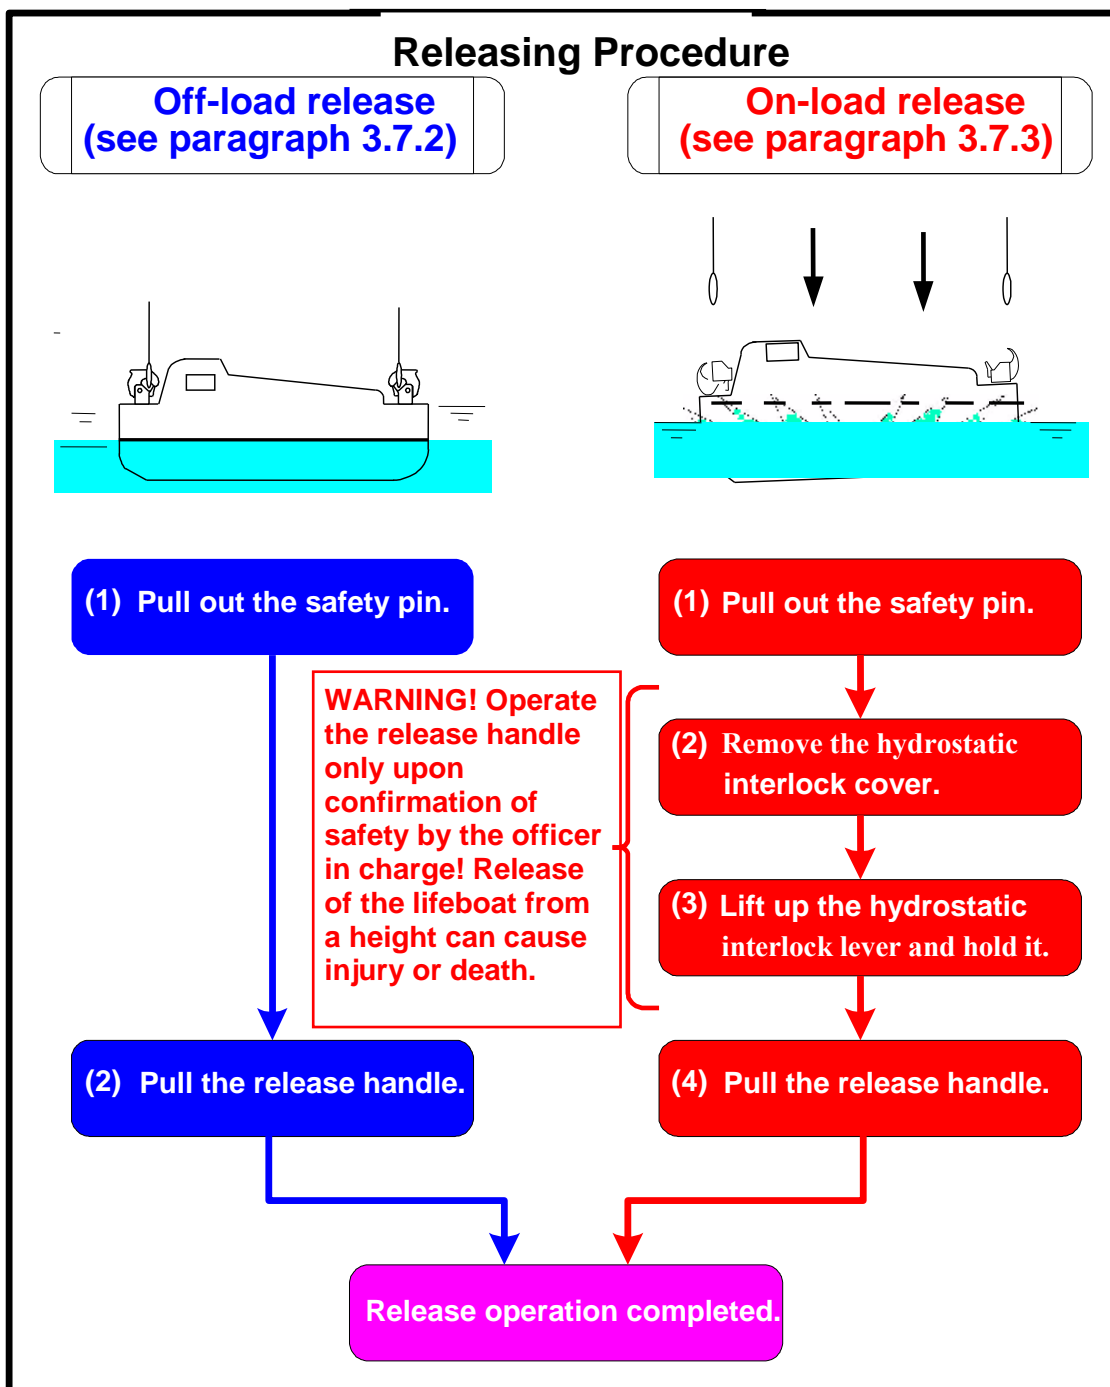 Releasing Procedure
Off-load release
(see paragraph 3.7.2)
On-load release
(see paragraph 3.7.3)
(1) Pull out the safety pin.
(2) Pull the release handle.
WARNING! Operate
the release handle
only upon
confirmation of
safety by the officer
in charge! Release
of the lifeboat from
a height can cause
injury or death.
(1) Pull out the safety pin.
(2) Remove the hydrostatic
interlock cover.
(3) Lift up the hydrostatic
interlock lever and hold it.
(4) Pull the release handle.
Release operation completed.